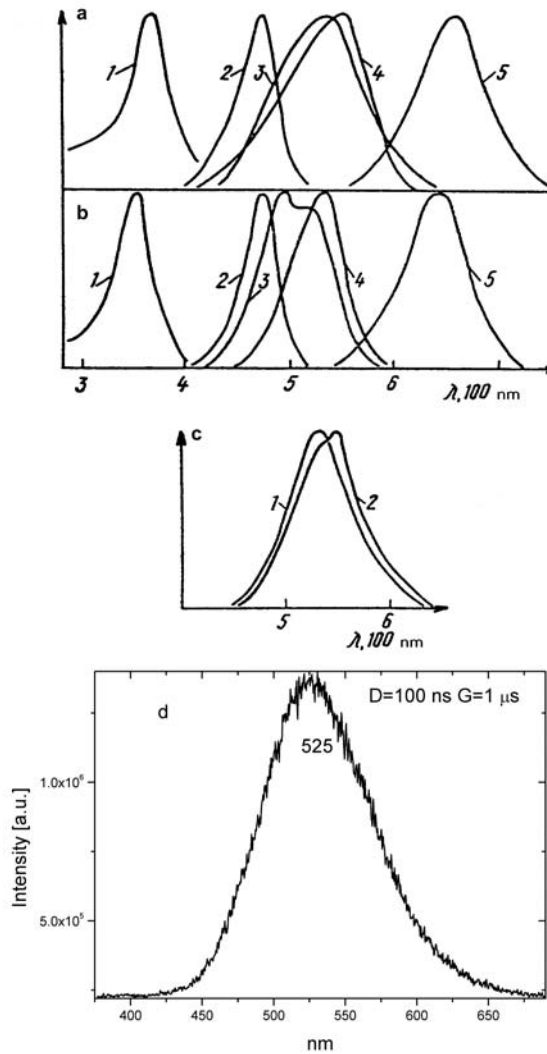 a
1
2
3
4
5
b
1
2
3
4
5
3 4 5 6
λ, 100 nm
c
1 2
5 6
λ, 100 nm
d
D=100 ns G=1 μs
525
1.0x10⁶
5.0x10⁵
Intensity [a.u.]
400 450 500 550 600 650
nm